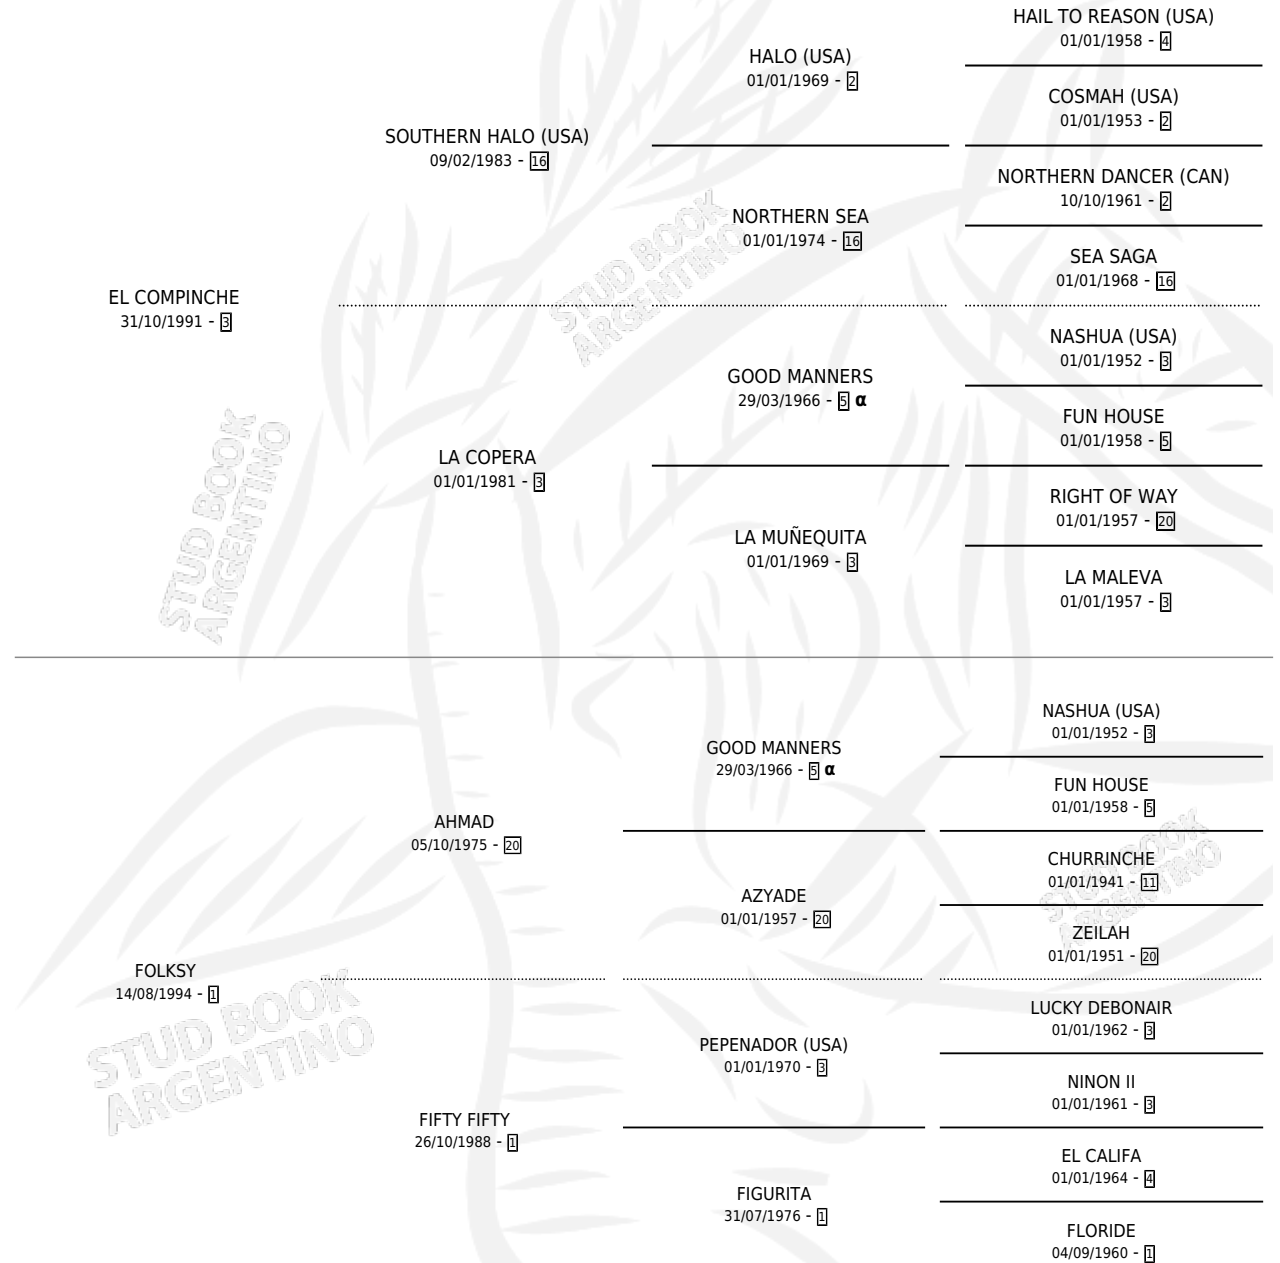 HAIL TO REASON (USA)
01/01/1958 - 4
HALO (USA)
01/01/1969 - 2
COSMAH (USA)
01/01/1953 - 2
SOUTHERN HALO (USA)
09/02/1983 - 16
NORTHERN DANCER (CAN)
10/10/1961 - 2
NORTHERN SEA
01/01/1974 - 16
SEA SAGA
01/01/1968 - 16
EL COMPINCHE
31/10/1991 - 3
NASHUA (USA)
01/01/1952 - 3
GOOD MANNERS
29/03/1966 - 5 α
FUN HOUSE
01/01/1958 - 5
LA COPERA
01/01/1981 - 3
RIGHT OF WAY
01/01/1957 - 20
LA MUÑEQUITA
01/01/1969 - 3
LA MALEVA
01/01/1957 - 3
NASHUA (USA)
01/01/1952 - 3
GOOD MANNERS
29/03/1966 - 5 α
FUN HOUSE
01/01/1958 - 5
AHMAD
05/10/1975 - 20
CHURRINCHE
01/01/1941 - 11
AZYADE
01/01/1957 - 20
ZEILAH
01/01/1951 - 20
FOLKSY
14/08/1994 - 1
LUCKY DEBONAIR
01/01/1962 - 3
PEPENADOR (USA)
01/01/1970 - 3
NINON II
01/01/1961 - 3
FIFTY FIFTY
26/10/1988 - 1
EL CALIFA
01/01/1964 - 4
FIGURITA
31/07/1976 - 1
FLORIDE
04/09/1960 - 1
STUD BOOK
ARGENTINO
STUD BOOK
ARGENTINO
STUD BOOK
ARGENTINO
STUD BOOK
ARGENTINO